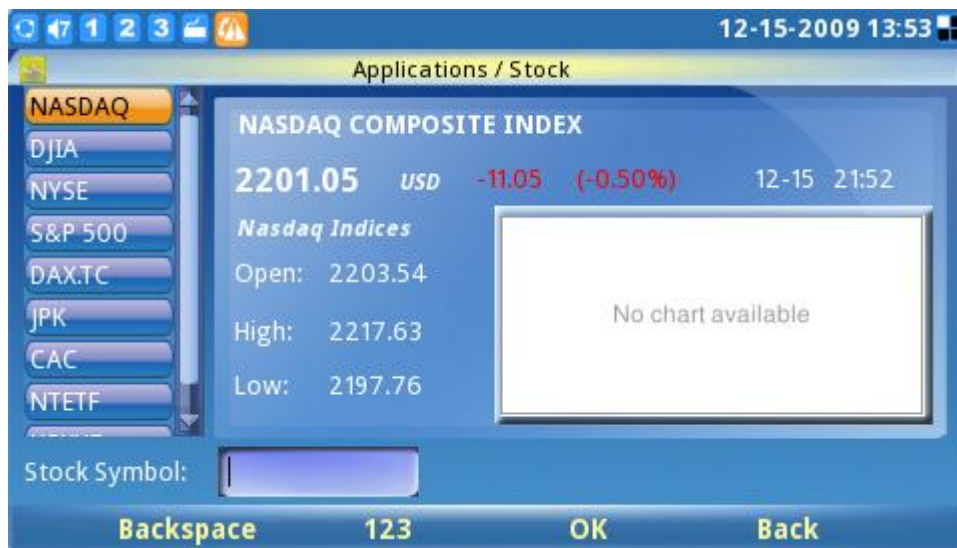 7 1 2 3 12-15-2009 13:53
Applications / Stock
NASDAQ
DJIA
NYSE
S&P 500
DAX.TC
JPK
CAC
NTETF
NASDAQ COMPOSITE INDEX
2201.05 USD -11.05 (-0.50%) 12-15 21:52
Nasdaq Indices
Open: 2203.54
High: 2217.63
Low: 2197.76
No chart available
Stock Symbol:
Backspace 123 OK Back